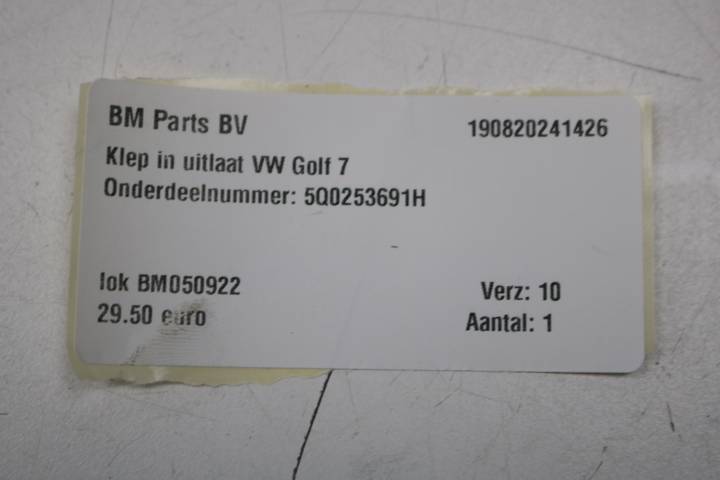 BM Parts BV 190820241426
Klep in uitlaat VW Golf 7
Onderdeelnummer: 5Q0253691H
lok BM050922 Verz: 10
29.50 euro Aantal: 1